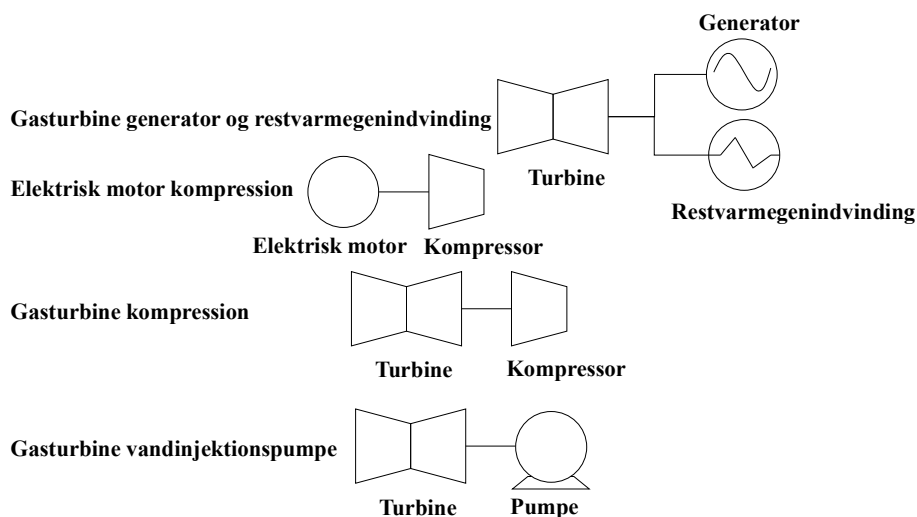 Generator
Gasturbine generator og restvarmegenindvinding
Turbine
Restvarmegenindvinding
Elektrisk motor kompression
Elektrisk motor
Kompressor
Gasturbine kompression
Turbine
Kompressor
Gasturbine vandinjektionspumpe
Turbine
Pumpe